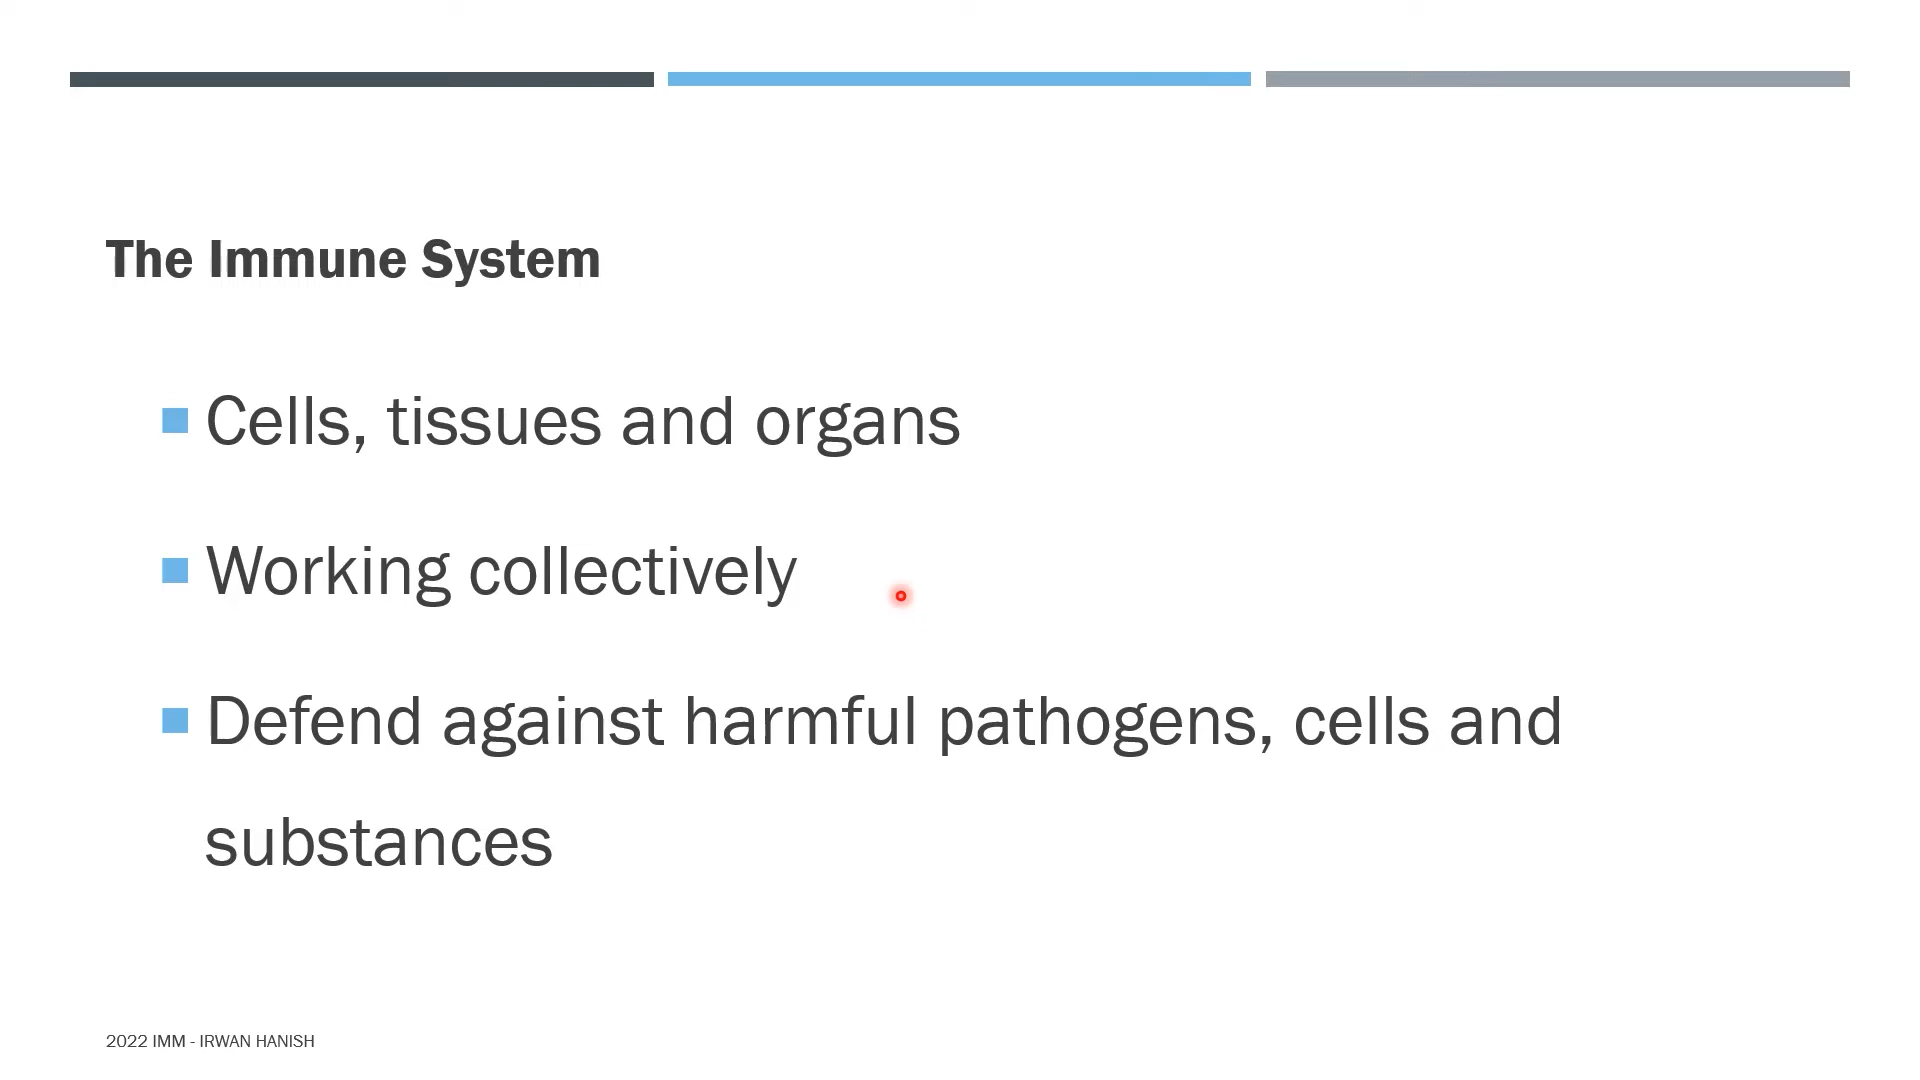 The Immune System
Cells, tissues and organs
Working collectively
Defend against harmful pathogens, cells and
substances
2022 IMM - IRWAN HANISH